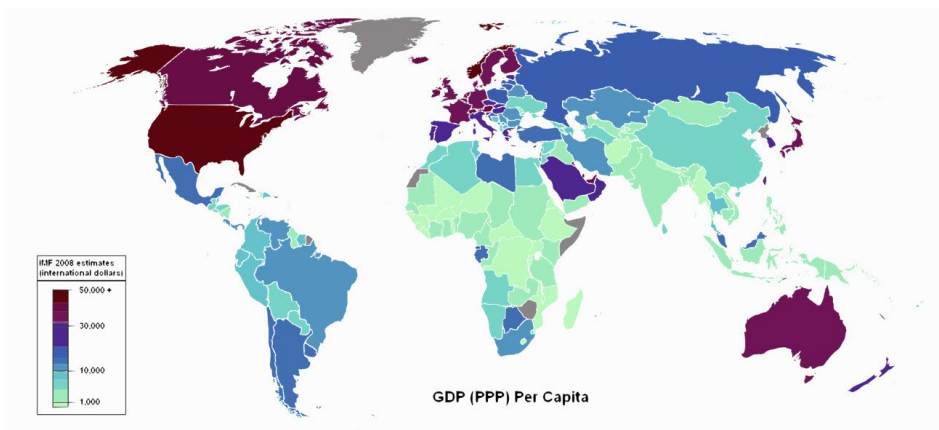 IMF 2008 estimates
(international dollars)
50,000 +
30,000
10,000
1,000
GDP (PPP) Per Capita